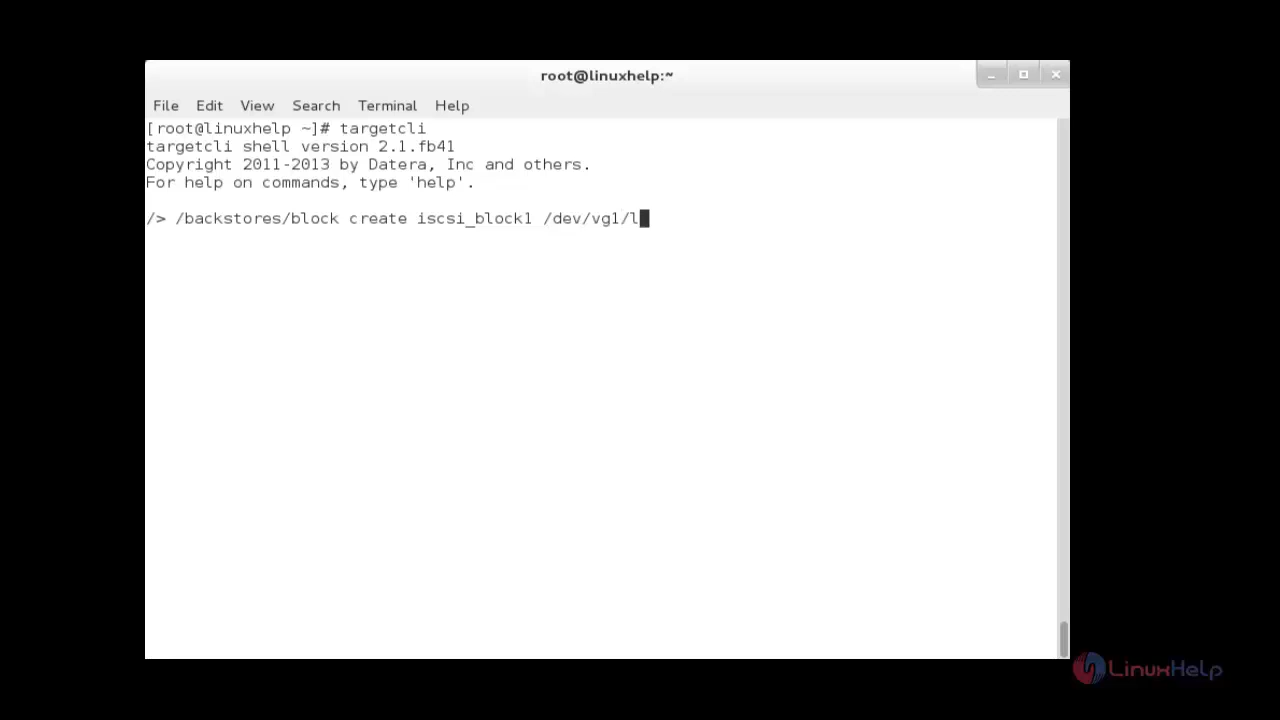 root@linuxhelp:~
File Edit View Search Terminal Help
[root@linuxhelp ~]# targetcli
targetcli shell version 2.1.fb41
Copyright 2011-2013 by Datera, Inc and others.
For help on commands, type 'help'.
/> /backstores/block create iscsi_block1 /dev/vg1/l
LinuxHelp